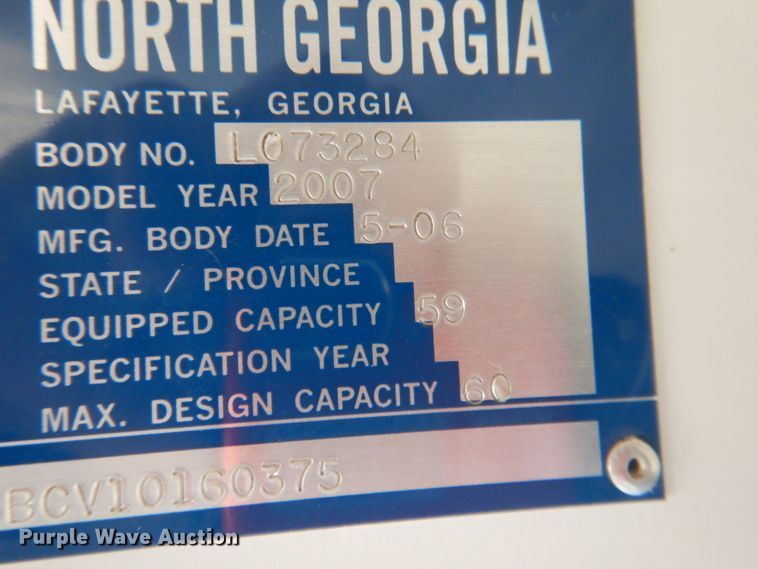 NORTH GEORGIA
LAFAYETTE, GEORGIA
BODY NO. L073284
MODEL YEAR 2007
MFG. BODY DATE 5-06
STATE / PROVINCE
EQUIPPED CAPACITY 59
SPECIFICATION YEAR
MAX. DESIGN CAPACITY 60
BCV10160375
Purple Wave Auction